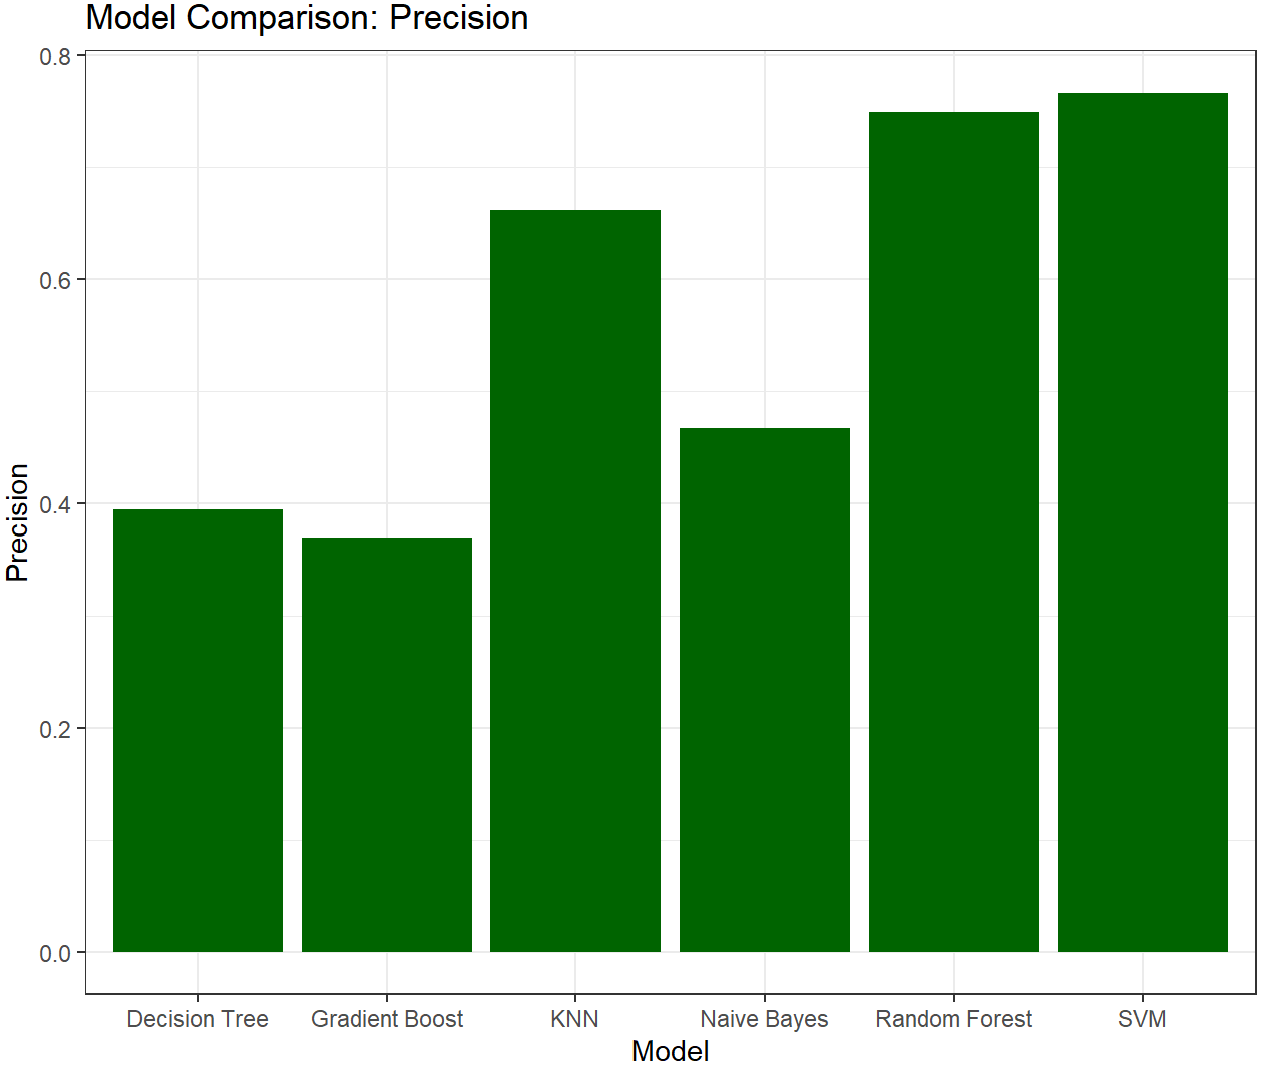 Model Comparison: Precision
0.8
0.6
0.4
0.2
0.0
Precision
Decision Tree
Gradient Boost
KNN
Naive Bayes
Random Forest
SVM
Model